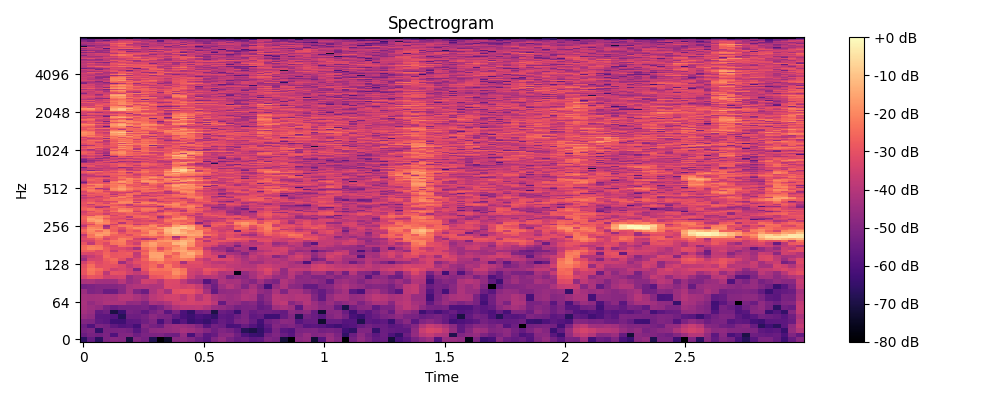 Spectrogram
Hz
4096
2048
1024
512
256
128
64
0
0
0.5
1
1.5
2
2.5
Time
+0 dB
-10 dB
-20 dB
-30 dB
-40 dB
-50 dB
-60 dB
-70 dB
-80 dB